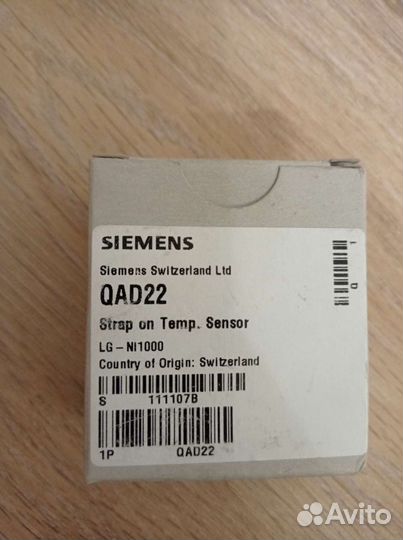 SIEMENS
Siemens Switzerland Ltd
QAD22
Strap on Temp. Sensor
LG - Ni1000
Country of Origin: Switzerland
S 111107B
1P QAD22
Q 1
Avito